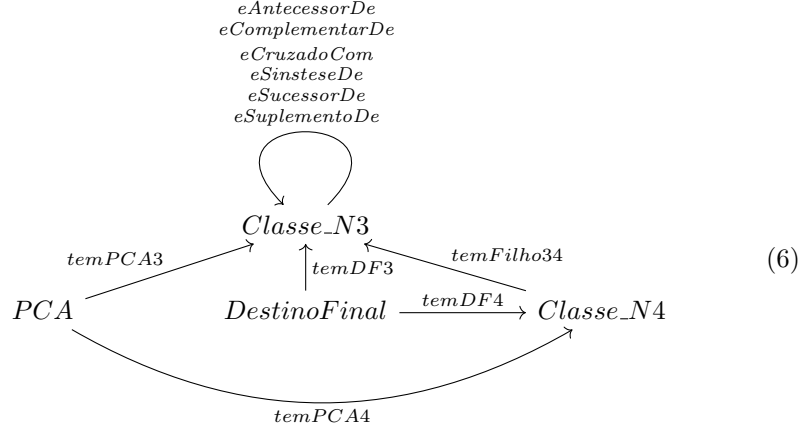 eAntecessorDe
eComplementarDe
eCruzadoCom
eSinsteseDe
eSucessorDe
eSuplementoDe
Classe_N3
temPCA3
temDF3
temFilho34
(6)
PCA
DestinoFinal
temDF4
Classe_N4
temPCA4